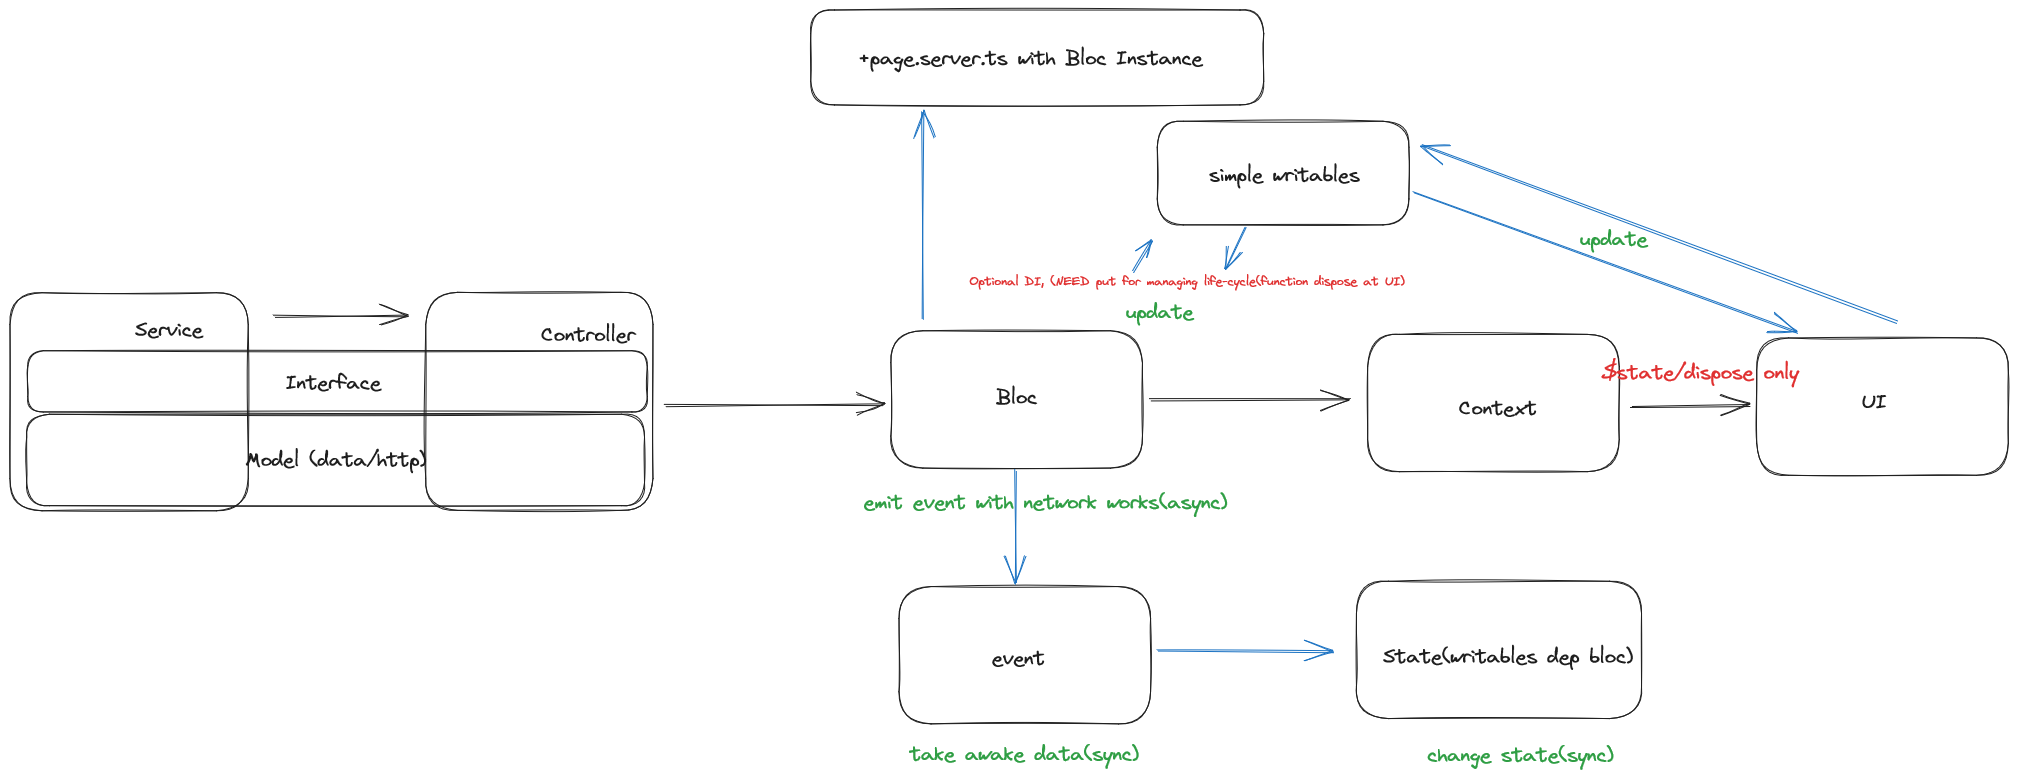 +page.server.ts with Bloc Instance
simple writables
update
Optional DI, (NEED put for managing life-cycle(function dispose at UI)
update
Service
Controller
Interface
Model (data/http)
Bloc
Context
$state/dispose only
UI
emit event with network works(async)
event
State(writables dep bloc)
take awake data(sync)
change state(sync)